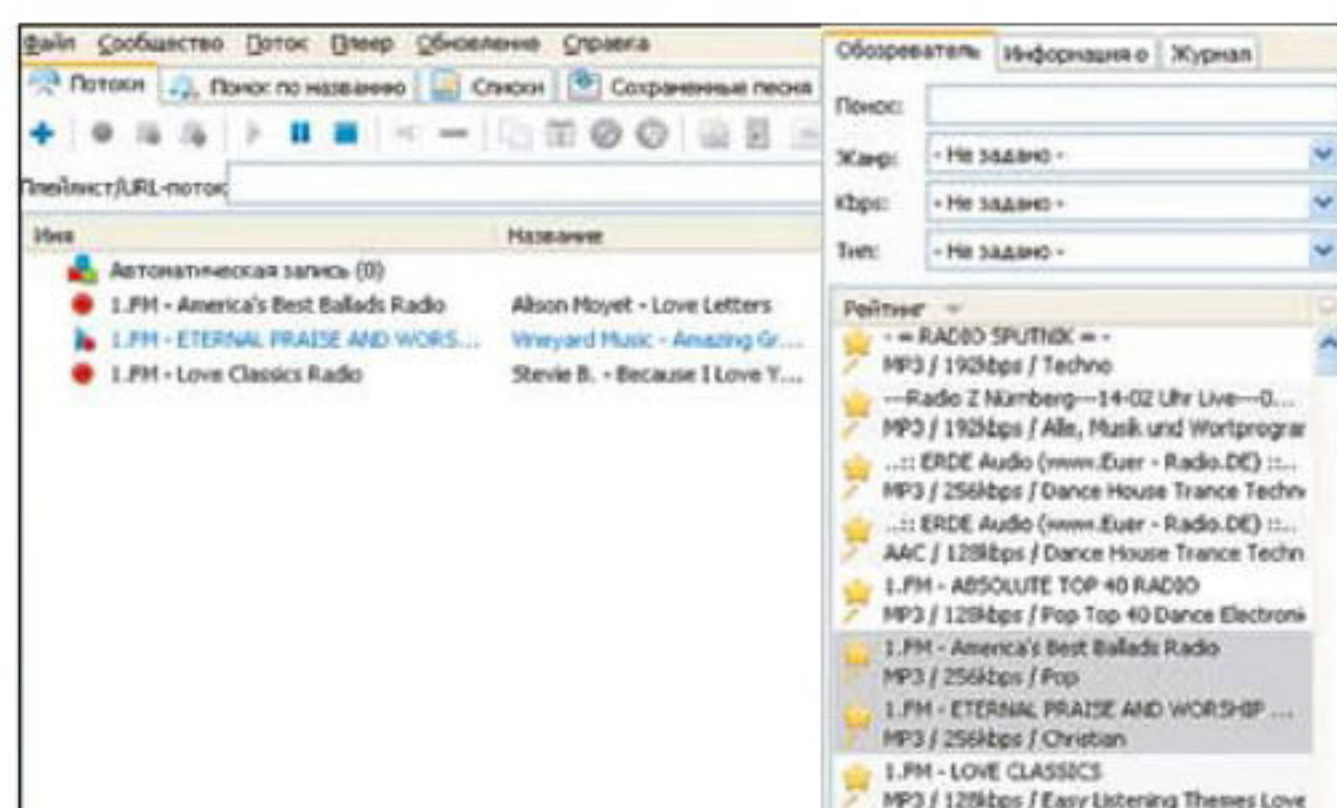 Файл Сообщество Поток Плеер Обновление Справка
Потоки Поиск по названию Списки Сохраненные песни
Плейлист/URL-поток
Имя Название
Автоматическая запись (0)
1.FM - America's Best Ballads Radio Alison Moyet - Love Letters
1.FM - ETERNAL PRAISE AND WORS... Vineyard Music - Amazing Gr...
1.FM - Love Classics Radio Stevie B. - Because I Love Y...
Обозреватель Информация о Журнал
Поиск:
Жанр: - Не задано -
Kbps: - Не задано -
Тип: - Не задано -
Рейтинг
- = RADIO SPUTNIK = -
MP3 / 192kbps / Techno
---Radio Z Nürnberg---14-02 Uhr Live---0...
MP3 / 192kbps / Alle, Musik und Wortprograr
..:: ERDE Audio (www.Euer - Radio.DE) ::..
MP3 / 256kbps / Dance House Trance Techn
..:: ERDE Audio (www.Euer - Radio.DE) ::..
AAC / 128kbps / Dance House Trance Techn
1.FM - ABSOLUTE TOP 40 RADIO
MP3 / 128kbps / Pop Top 40 Dance Electroni
1.FM - America's Best Ballads Radio
MP3 / 256kbps / Pop
1.FM - ETERNAL PRAISE AND WORSHIP ...
MP3 / 256kbps / Christian
1.FM - LOVE CLASSICS
MP3 / 128kbps / Easy Listening Themes Love